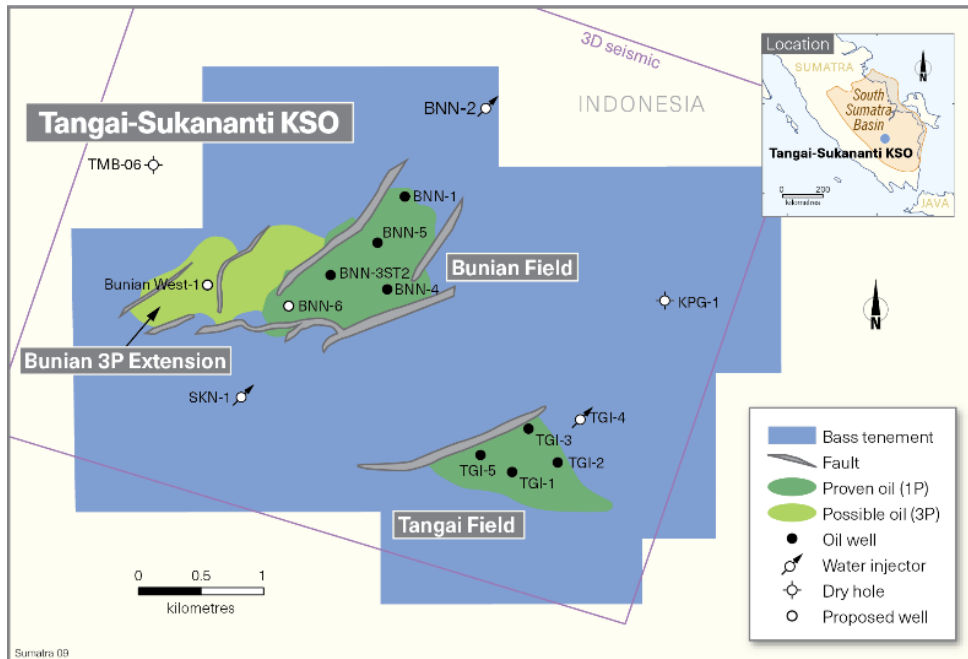 3D seismic
Location
N
SUMATRA
South
Sumatra
Basin
Tangai-Sukananti KSO
0 200
kilometres
JAVA
BNN-2
INDONESIA
Tangai-Sukananti KSO
TMB-06
BNN-1
BNN-5
Bunian Field
BNN-3ST2
BNN-4
Bunian West-1
BNN-6
KPG-1
N
Bunian 3P Extension
SKN-1
TGI-4
TGI-3
TGI-5
TGI-2
TGI-1
Tangai Field
0 0.5 1
kilometres
Bass tenement
Fault
Proven oil (1P)
Possible oil (3P)
Oil well
Water injector
Dry hole
Proposed well
Sumatra 09